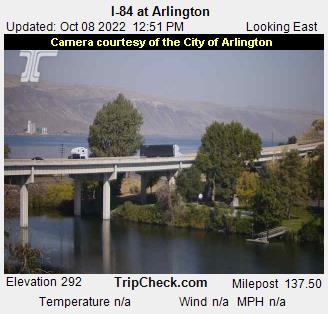 I-84 at Arlington
Updated: Oct 08 2022 12:51 PM Looking East
Camera courtesy of the City of Arlington
Elevation 292 TripCheck.com Milepost 137.50
Temperature n/a Wind n/a MPH n/a